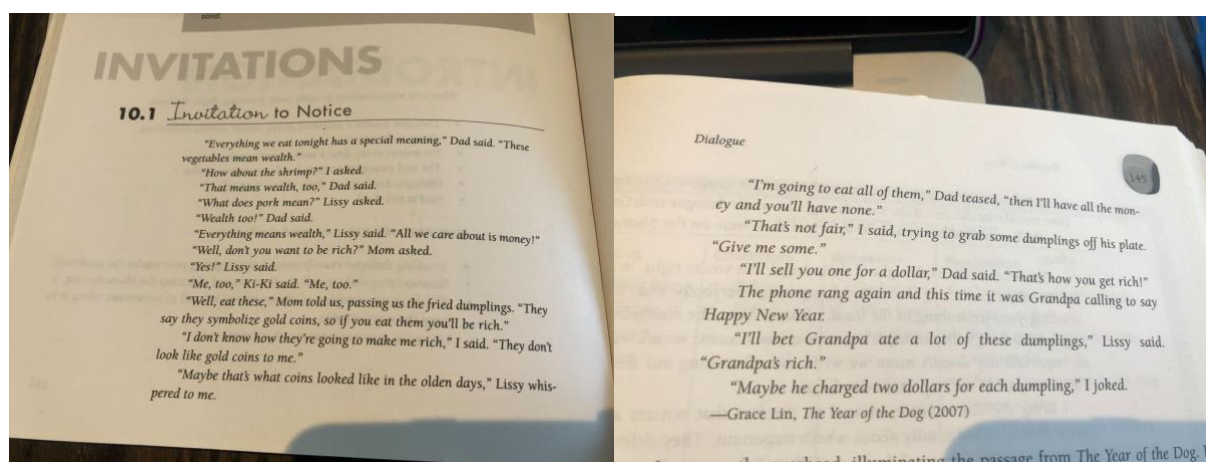 said.
INVITATIONS
10.1 Invitation to Notice
"Everything we eat tonight has a special meaning," Dad said. "These
vegetables mean wealth."
"How about the shrimp?" I asked.
"That means wealth, too," Dad said.
"What does pork mean?" Lissy asked.
"Wealth too!" Dad said.
"Everything means wealth," Lissy said. "All we care about is money!"
"Well, don't you want to be rich?" Mom asked.
"Yes!" Lissy said.
"Me, too," Ki-Ki said. "Me, too."
"Well, eat these," Mom told us, passing us the fried dumplings. "They
say they symbolize gold coins, so if you eat them you'll be rich."
"I don't know how they're going to make me rich," I said. "They don't
look like gold coins to me."
"Maybe that's what coins looked like in the olden days," Lissy whis-
pered to me.
Dialogue
145
"I'm going to eat all of them," Dad teased, "then I'll have all the mon-
ey and you'll have none."
"That's not fair," I said, trying to grab some dumplings off his plate.
"Give me some."
"I'll sell you one for a dollar," Dad said. "That's how you get rich!"
The phone rang again and this time it was Grandpa calling to say
Happy New Year.
"I'll bet Grandpa ate a lot of these dumplings," Lissy said.
"Grandpa's rich."
"Maybe he charged two dollars for each dumpling," I joked.
—Grace Lin, The Year of the Dog (2007)
illuminating the passage from The Year of the Dog.